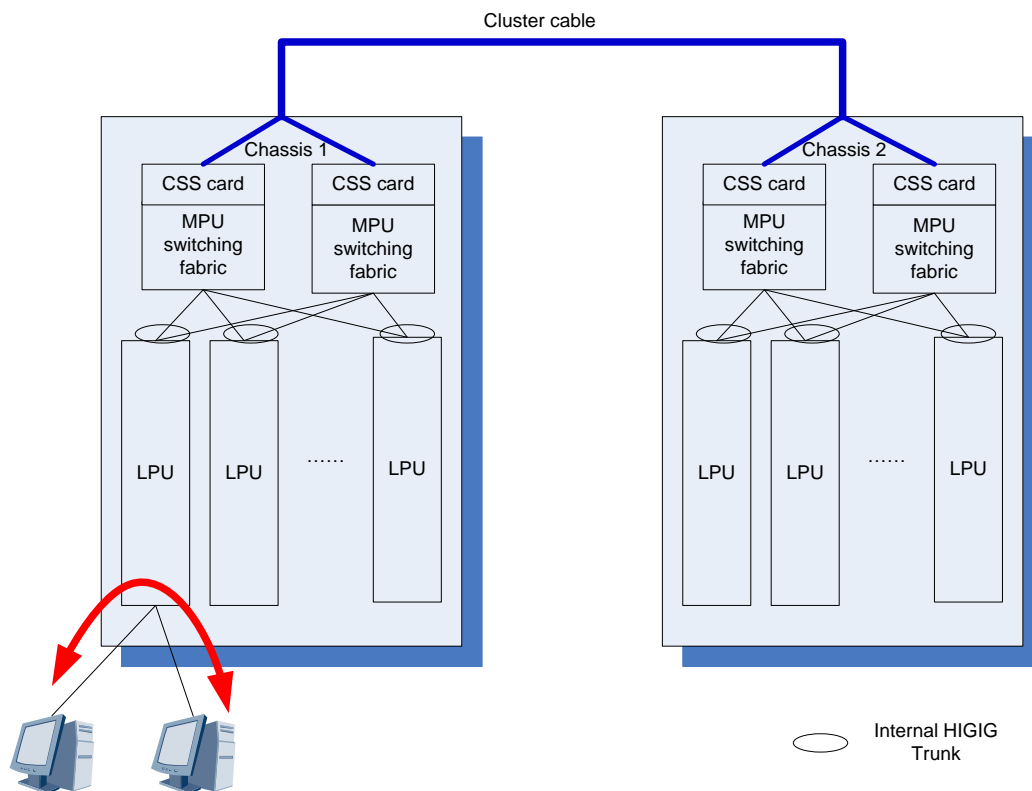 Cluster cable
Chassis 1
CSS card
CSS card
MPU
switching
fabric
MPU
switching
fabric
LPU
LPU
......
LPU
Chassis 2
CSS card
CSS card
MPU
switching
fabric
MPU
switching
fabric
LPU
LPU
......
LPU
Internal HIGIG
Trunk